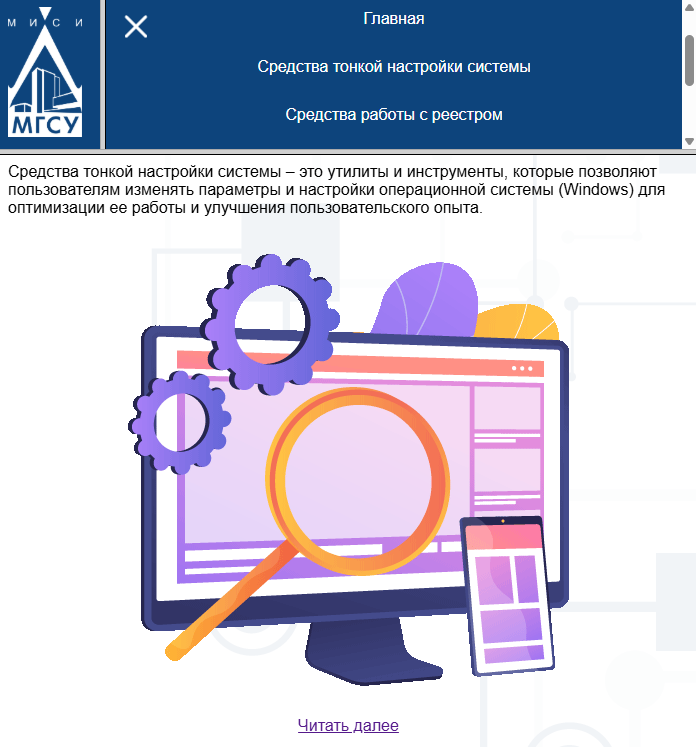 МИСИ
МГСУ
Главная
Средства тонкой настройки системы
Средства работы с реестром
Средства тонкой настройки системы – это утилиты и инструменты, которые позволяют
пользователям изменять параметры и настройки операционной системы (Windows) для
оптимизации ее работы и улучшения пользовательского опыта.
Читать далее